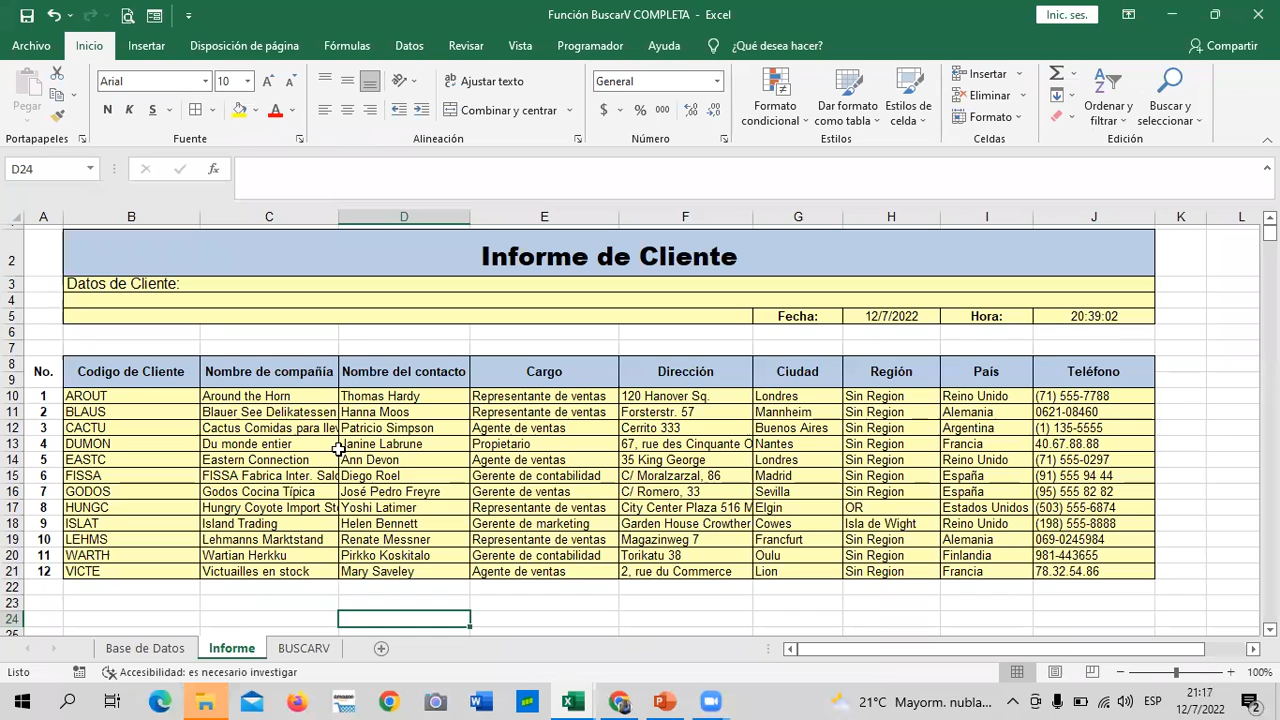 Función BuscarV COMPLETA - Excel
Inic. ses.
Archivo Inicio Insertar Disposición de página Fórmulas Datos Revisar Vista Programador Ayuda ¿Qué desea hacer? Compartir
Pegar
Arial 10
Ajustar texto
General
N K S
Combinar y centrar
$ % 000
Formato condicional
Dar formato como tabla
Estilos de celda
Insertar
Eliminar
Formato
Ordenar y filtrar
Buscar y seleccionar
Portapapeles Fuente Alineación Número Estilos Celdas Edición
D24 fx
A B C D E F G H I J K L
2 Informe de Cliente
3 Datos de Cliente:
4
5 Fecha: 12/7/2022 Hora: 20:39:02
6
7
8
9
No. Codigo de Cliente Nombre de compañía Nombre del contacto Cargo Dirección Ciudad Región País Teléfono
10 1 AROUT Around the Horn Thomas Hardy Representante de ventas 120 Hanover Sq. Londres Sin Region Reino Unido (71) 555-7788
11 2 BLAUS Blauer See Delikatessen Hanna Moos Representante de ventas Forsterstr. 57 Mannheim Sin Region Alemania 0621-08460
12 3 CACTU Cactus Comidas para llev Patricio Simpson Agente de ventas Cerrito 333 Buenos Aires Sin Region Argentina (1) 135-5555
13 4 DUMON Du monde entier Janine Labrune Propietario 67, rue des Cinquante O Nantes Sin Region Francia 40.67.88.88
14 5 EASTC Eastern Connection Ann Devon Agente de ventas 35 King George Londres Sin Region Reino Unido (71) 555-0297
15 6 FISSA FISSA Fabrica Inter. Salc Diego Roel Gerente de contabilidad C/ Moralzarzal, 86 Madrid Sin Region España (91) 555 94 44
16 7 GODOS Godos Cocina Típica José Pedro Freyre Gerente de ventas C/ Romero, 33 Sevilla Sin Region España (95) 555 82 82
17 8 HUNGC Hungry Coyote Import St Yoshi Latimer Representante de ventas City Center Plaza 516 M Elgin OR Estados Unidos (503) 555-6874
18 9 ISLAT Island Trading Helen Bennett Gerente de marketing Garden House Crowther Cowes Isla de Wight Reino Unido (198) 555-8888
19 10 LEHMS Lehmanns Marktstand Renate Messner Representante de ventas Magazinweg 7 Francfurt Sin Region Alemania 069-0245984
20 11 WARTH Wartian Herkku Pirkko Koskitalo Gerente de contabilidad Torikatu 38 Oulu Sin Region Finlandia 981-443655
21 12 VICTE Victuailles en stock Mary Saveley Agente de ventas 2, rue du Commerce Lion Sin Region Francia 78.32.54.86
22
23
24
25
Base de Datos Informe BUSCARV
Listo Accesibilidad: es necesario investigar 100%
21°C Mayorm. nubla... ESP 21:17
12/7/2022 2